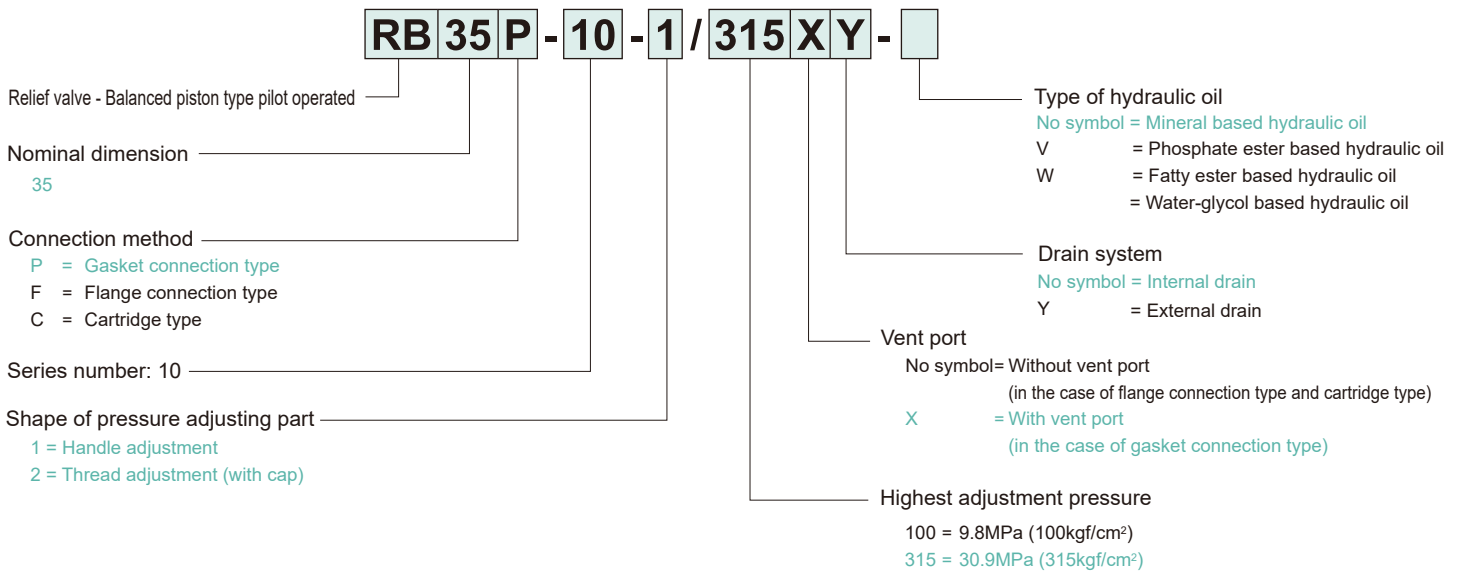 RB 35 P - 10 - 1 / 315 X Y -
Relief valve - Balanced piston type pilot operated
Nominal dimension
35
Connection method
P = Gasket connection type
F = Flange connection type
C = Cartridge type
Series number: 10
Shape of pressure adjusting part
1 = Handle adjustment
2 = Thread adjustment (with cap)
Type of hydraulic oil
No symbol = Mineral based hydraulic oil
V = Phosphate ester based hydraulic oil
W = Fatty ester based hydraulic oil
= Water-glycol based hydraulic oil
Drain system
No symbol = Internal drain
Y = External drain
Vent port
No symbol= Without vent port
(in the case of flange connection type and cartridge type)
X = With vent port
(in the case of gasket connection type)
Highest adjustment pressure
100 = 9.8MPa (100kgf/cm²)
315 = 30.9MPa (315kgf/cm²)